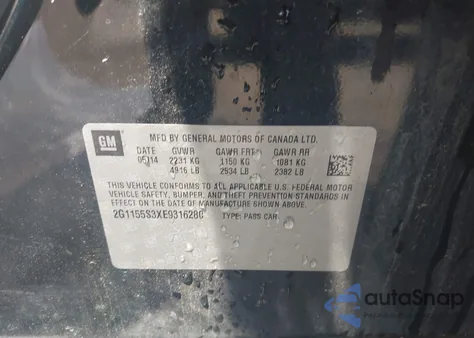 GM
MFD BY GENERAL MOTORS OF CANADA LTD.
DATE GVWR GAWR FRT GAWR RR
05/14 2231 KG 1150 KG 1081 KG
4916 LB 2534 LB 2382 LB
THIS VEHICLE CONFORMS TO ALL APPLICABLE U.S. FEDERAL MOTOR
VEHICLE SAFETY, BUMPER, AND THEFT PREVENTION STANDARDS IN
EFFECT ON THE DATE OF MANUFACTURE SHOWN ABOVE.
2G1155S3XE9316286 TYPE: PASS CAR
autoSnap